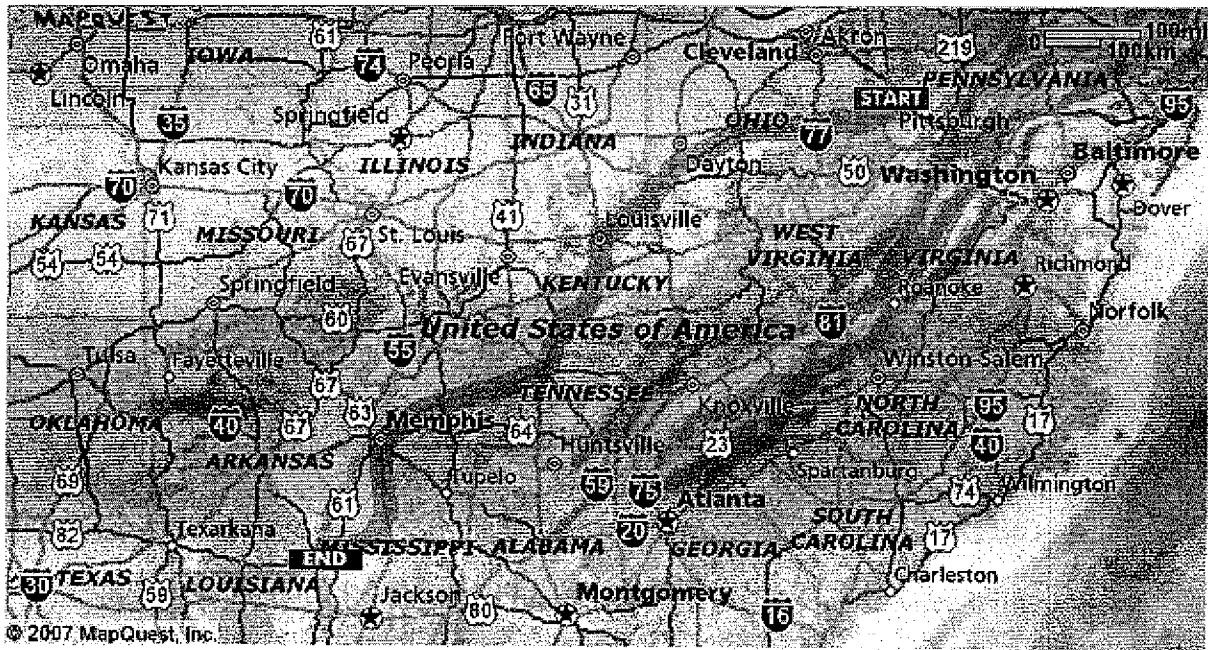 MAPQUEST
61
Fort Wayne
Cleveland
Akron
219
0
100mi
100km
Omaha
IOWA
74
Peoria
65
PENNSYLVANIA
Lincoln
35
Springfield
31
START
Pittsburgh
95
INDIANA
OHIO
77
ILLINOIS
Dayton
50
Baltimore
Kansas City
70
70
Washington
Dover
KANSAS
71
MISSOURI
67
St. Louis
41
Louisville
WEST
VIRGINIA
VIRGINIA
Richmond
54
54
Springfield
Evansville
KENTUCKY
Roanoke
60
United States of America
81
Norfolk
55
Tulsa
Fayetteville
Winston-Salem
67
TENNESSEE
Knoxville
NORTH
CAROLINA
95
17
OKLAHOMA
40
67
63
Memphis
64
Huntsville
23
40
ARKANSAS
Spartanburg
69
Tupelo
59
75
Atlanta
74
Wilmington
61
82
Texarkana
20
SOUTH
CAROLINA
17
END
MISSISSIPPI
ALABAMA
GEORGIA
30
TEXAS
59
LOUISIANA
Charleston
Jackson
80
Montgomery
16
© 2007 MapQuest, Inc.